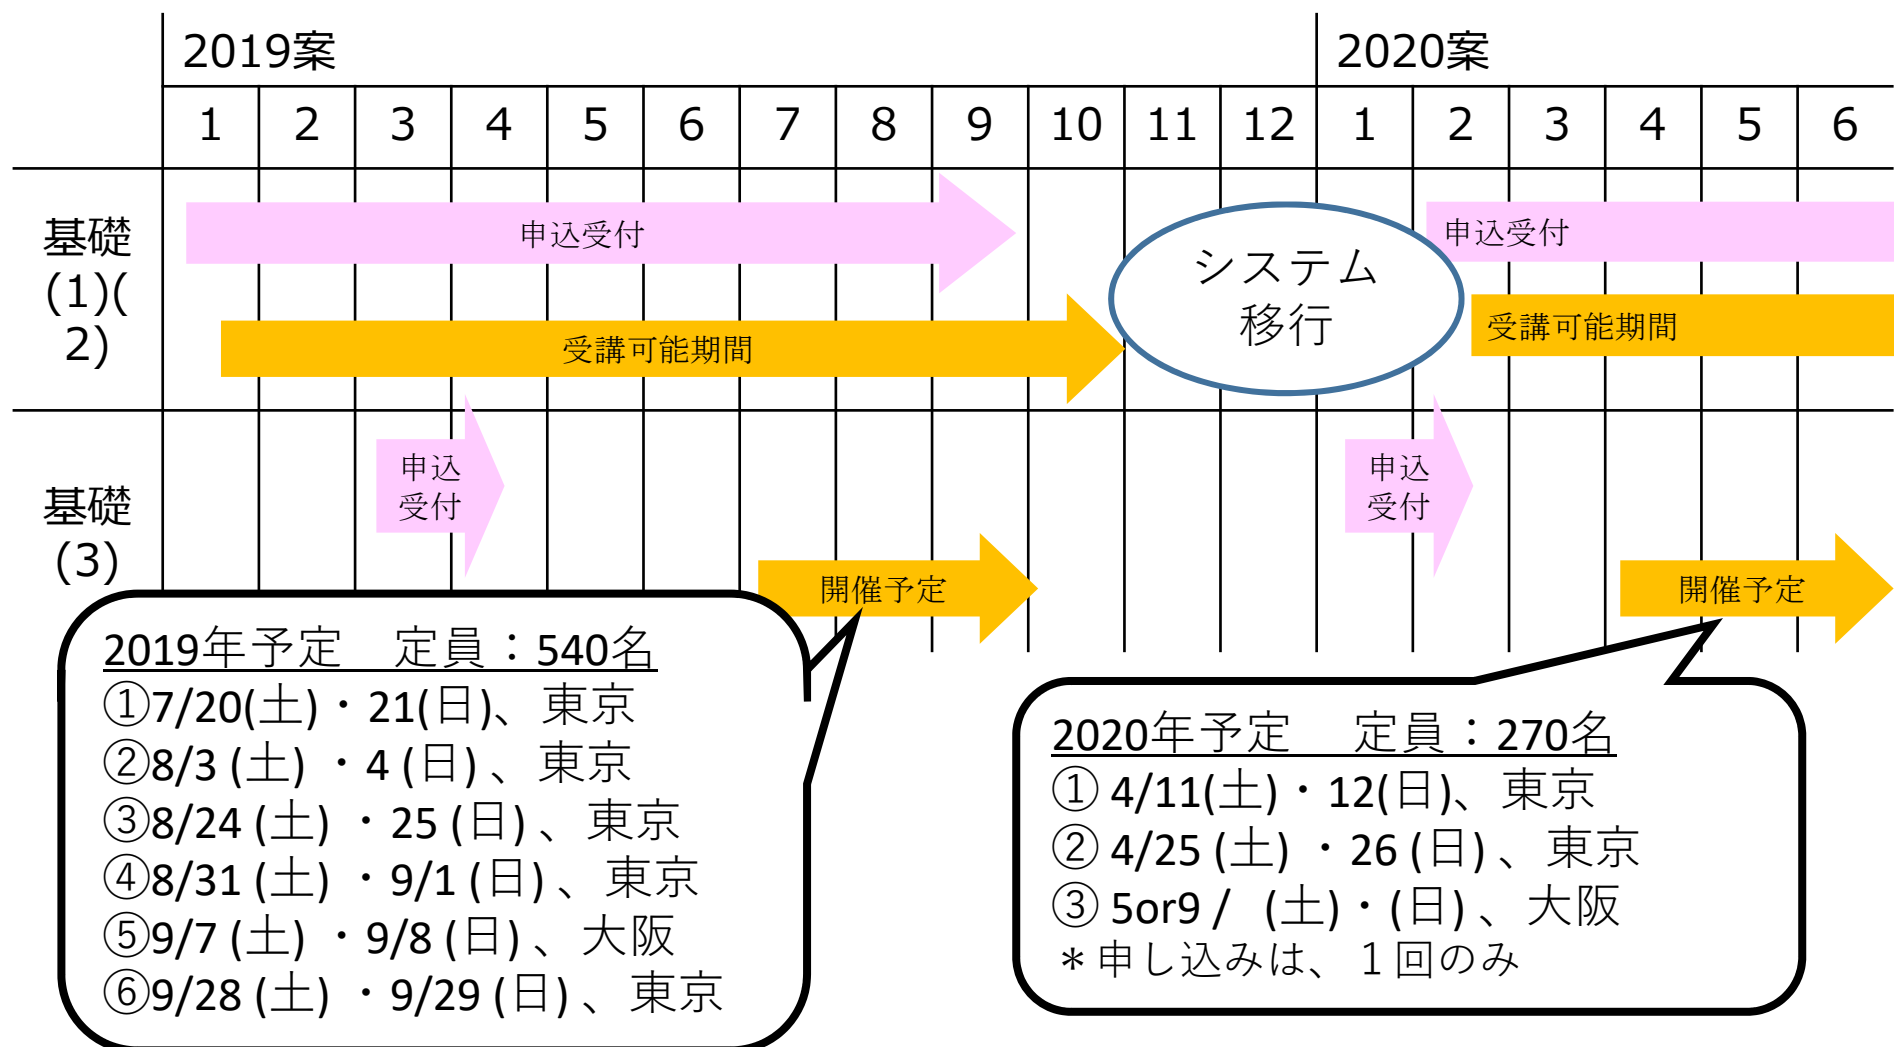 2019案
2020案
1 2 3 4 5 6 7 8 9 10 11 12 1 2 3 4 5 6
基礎
(1)(
2)
申込受付
受講可能期間
システム
移行
申込受付
受講可能期間
基礎
(3)
申込
受付
開催予定
申込
受付
開催予定
2019年予定　定員：540名
①7/20(土)・21(日)、東京
②8/3 (土) ・4 (日) 、東京
③8/24 (土) ・25 (日) 、東京
④8/31 (土) ・9/1 (日) 、東京
⑤9/7 (土) ・9/8 (日) 、大阪
⑥9/28 (土) ・9/29 (日) 、東京
2020年予定　定員：270名
① 4/11(土)・12(日)、東京
② 4/25 (土) ・26 (日) 、東京
③ 5or9 /  (土)・(日) 、大阪
＊申し込みは、１回のみ